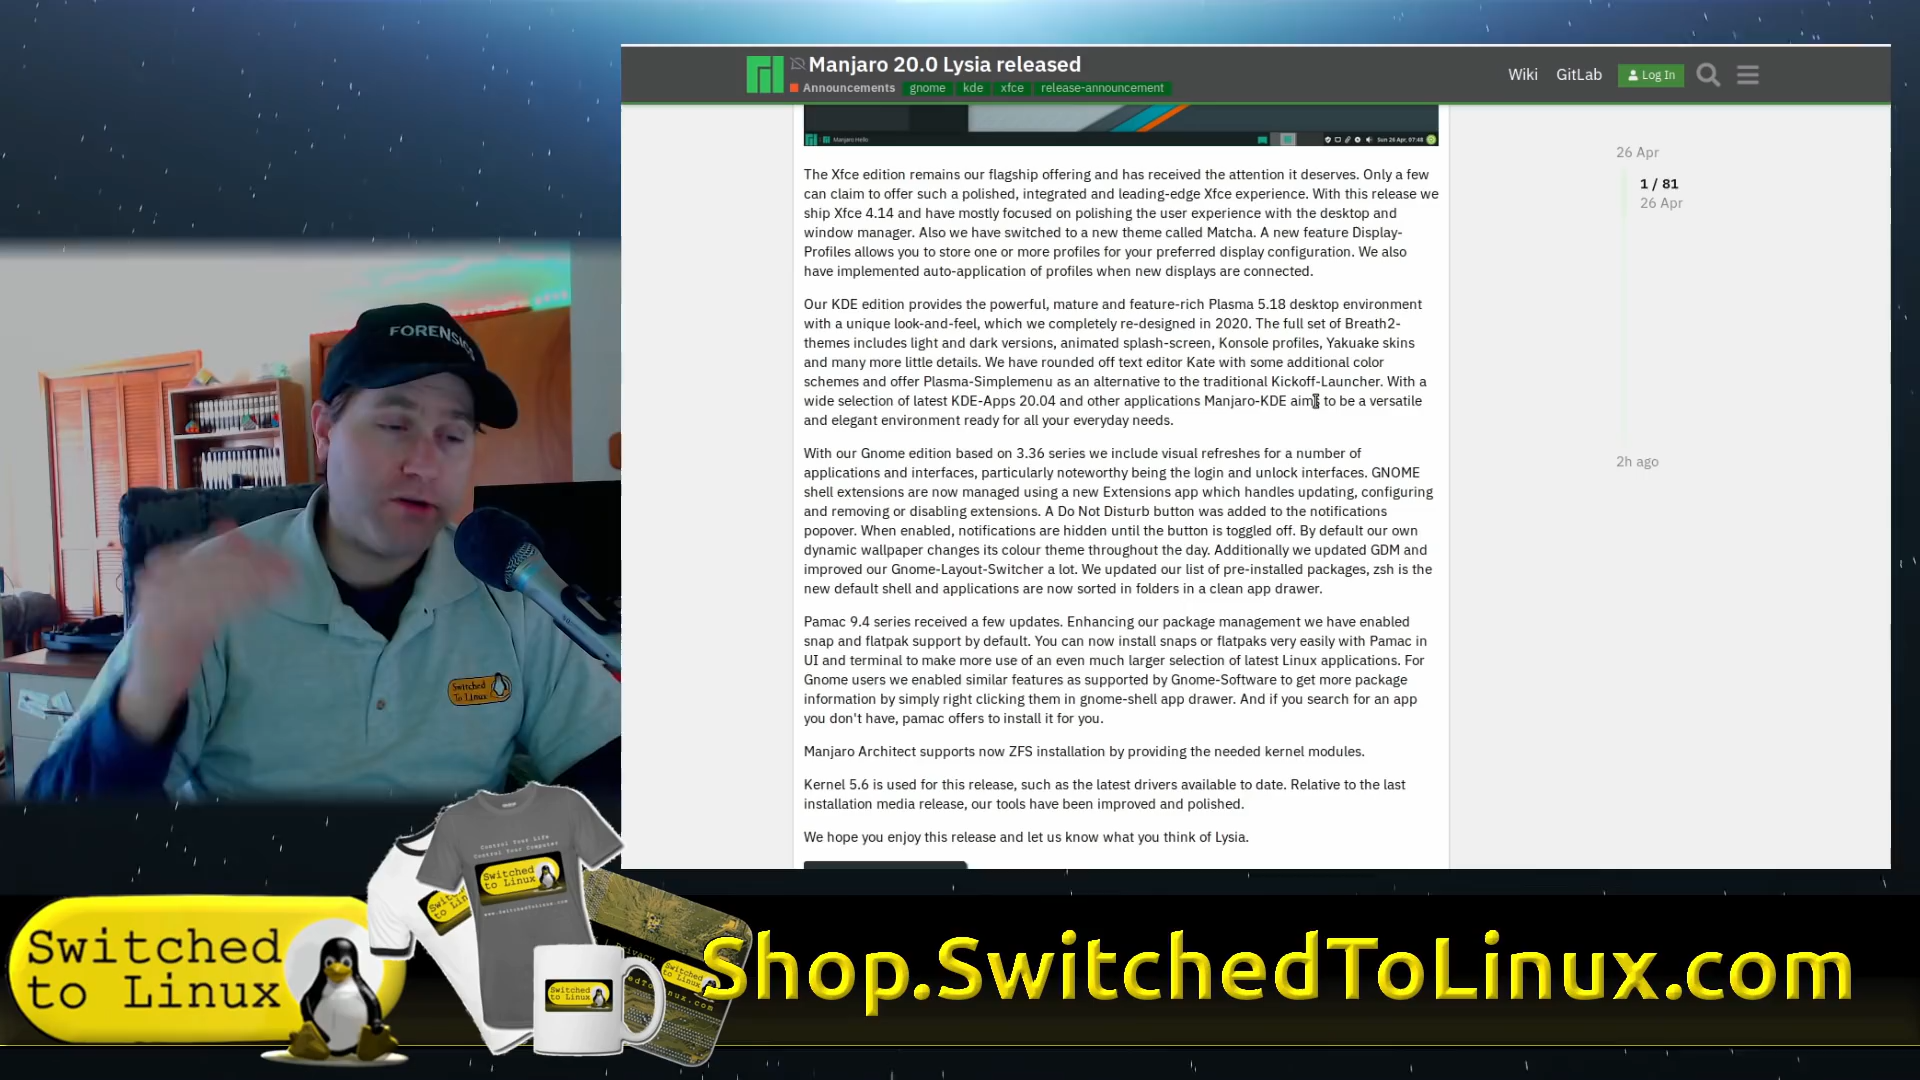 Manjaro 20.0 Lysia released
Announcements gnome kde xfce release-announcement
Wiki GitLab Log In
Manjaro Hello
Sun 26 Apr, 07:48
The Xfce edition remains our flagship offering and has received the attention it deserves. Only a few
can claim to offer such a polished, integrated and leading-edge Xfce experience. With this release we
ship Xfce 4.14 and have mostly focused on polishing the user experience with the desktop and
window manager. Also we have switched to a new theme called Matcha. A new feature Display-
Profiles allows you to store one or more profiles for your preferred display configuration. We also
have implemented auto-application of profiles when new displays are connected.
Our KDE edition provides the powerful, mature and feature-rich Plasma 5.18 desktop environment
with a unique look-and-feel, which we completely re-designed in 2020. The full set of Breath2-
themes includes light and dark versions, animated splash-screen, Konsole profiles, Yakuake skins
and many more little details. We have rounded off text editor Kate with some additional color
schemes and offer Plasma-Simplemenu as an alternative to the traditional Kickoff-Launcher. With a
wide selection of latest KDE-Apps 20.04 and other applications Manjaro-KDE aims to be a versatile
and elegant environment ready for all your everyday needs.
With our Gnome edition based on 3.36 series we include visual refreshes for a number of
applications and interfaces, particularly noteworthy being the login and unlock interfaces. GNOME
shell extensions are now managed using a new Extensions app which handles updating, configuring
and removing or disabling extensions. A Do Not Disturb button was added to the notifications
popover. When enabled, notifications are hidden until the button is toggled off. By default our own
dynamic wallpaper changes its colour theme throughout the day. Additionally we updated GDM and
improved our Gnome-Layout-Switcher a lot. We updated our list of pre-installed packages, zsh is the
new default shell and applications are now sorted in folders in a clean app drawer.
Pamac 9.4 series received a few updates. Enhancing our package management we have enabled
snap and flatpak support by default. You can now install snaps or flatpaks very easily with Pamac in
UI and terminal to make more use of an even much larger selection of latest Linux applications. For
Gnome users we enabled similar features as supported by Gnome-Software to get more package
information by simply right clicking them in gnome-shell app drawer. And if you search for an app
you don't have, pamac offers to install it for you.
Manjaro Architect supports now ZFS installation by providing the needed kernel modules.
Kernel 5.6 is used for this release, such as the latest drivers available to date. Relative to the last
installation media release, our tools have been improved and polished.
We hope you enjoy this release and let us know what you think of Lysia.
26 Apr
1 / 81
26 Apr
2h ago
FORENSICS
Switched
To Linux
Control Your Life
Control Your Computer
Switched
to Linux
www.SwitchedToLinux.com
Switched
to Linux
Switched
to Linux
Shop.SwitchedToLinux.com